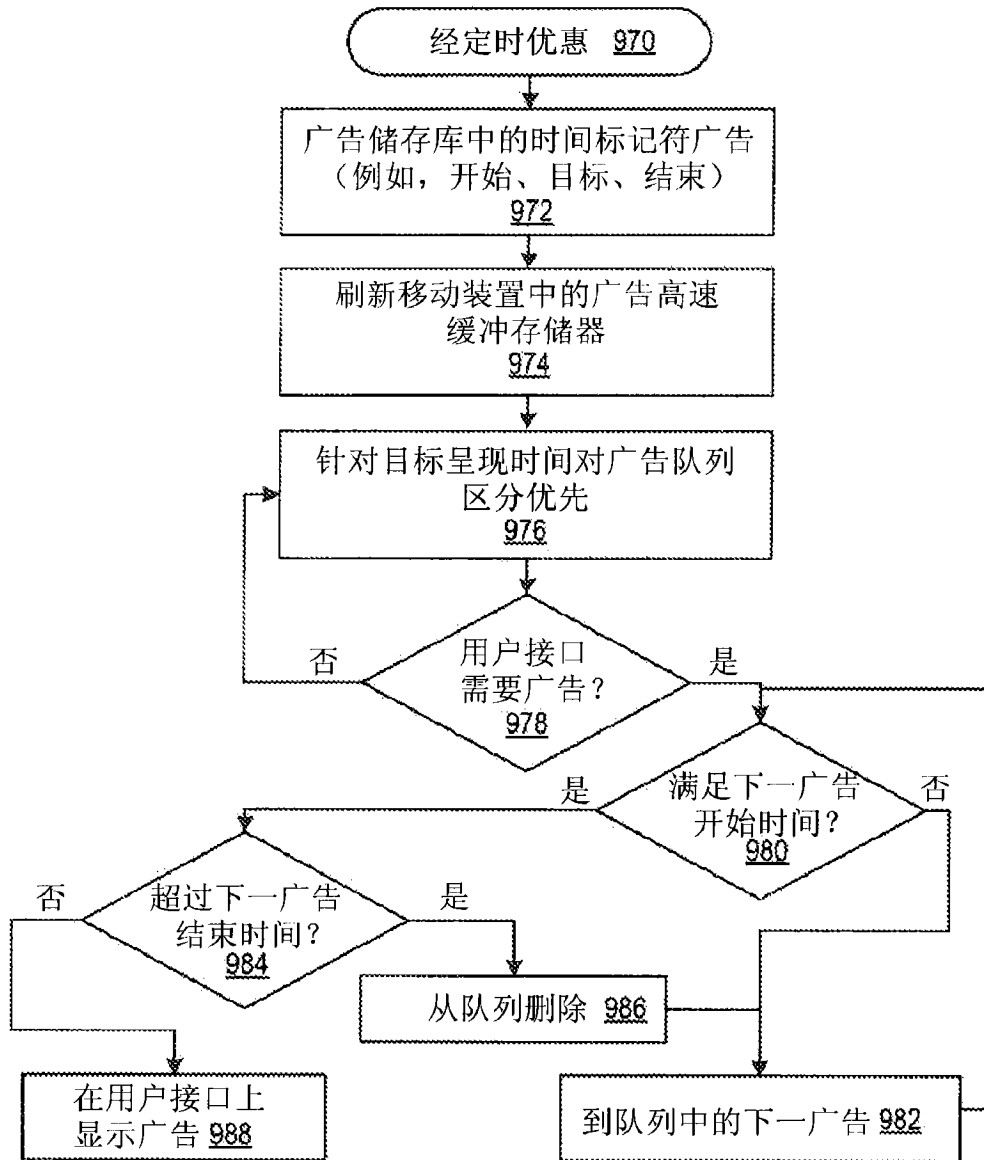 经定时优惠 970
广告储存库中的时间标记符广告
（例如，开始、目标、结束）
972
刷新移动装置中的广告高速
缓冲存储器
974
针对目标呈现时间对广告队列
区分优先
976
否
用户接口
需要广告？
978
是
是
满足下一广告
开始时间？
980
否
否
超过下一广告
结束时间？
984
是
从队列删除 986
在用户接口上
显示广告 988
到队列中的下一广告 982